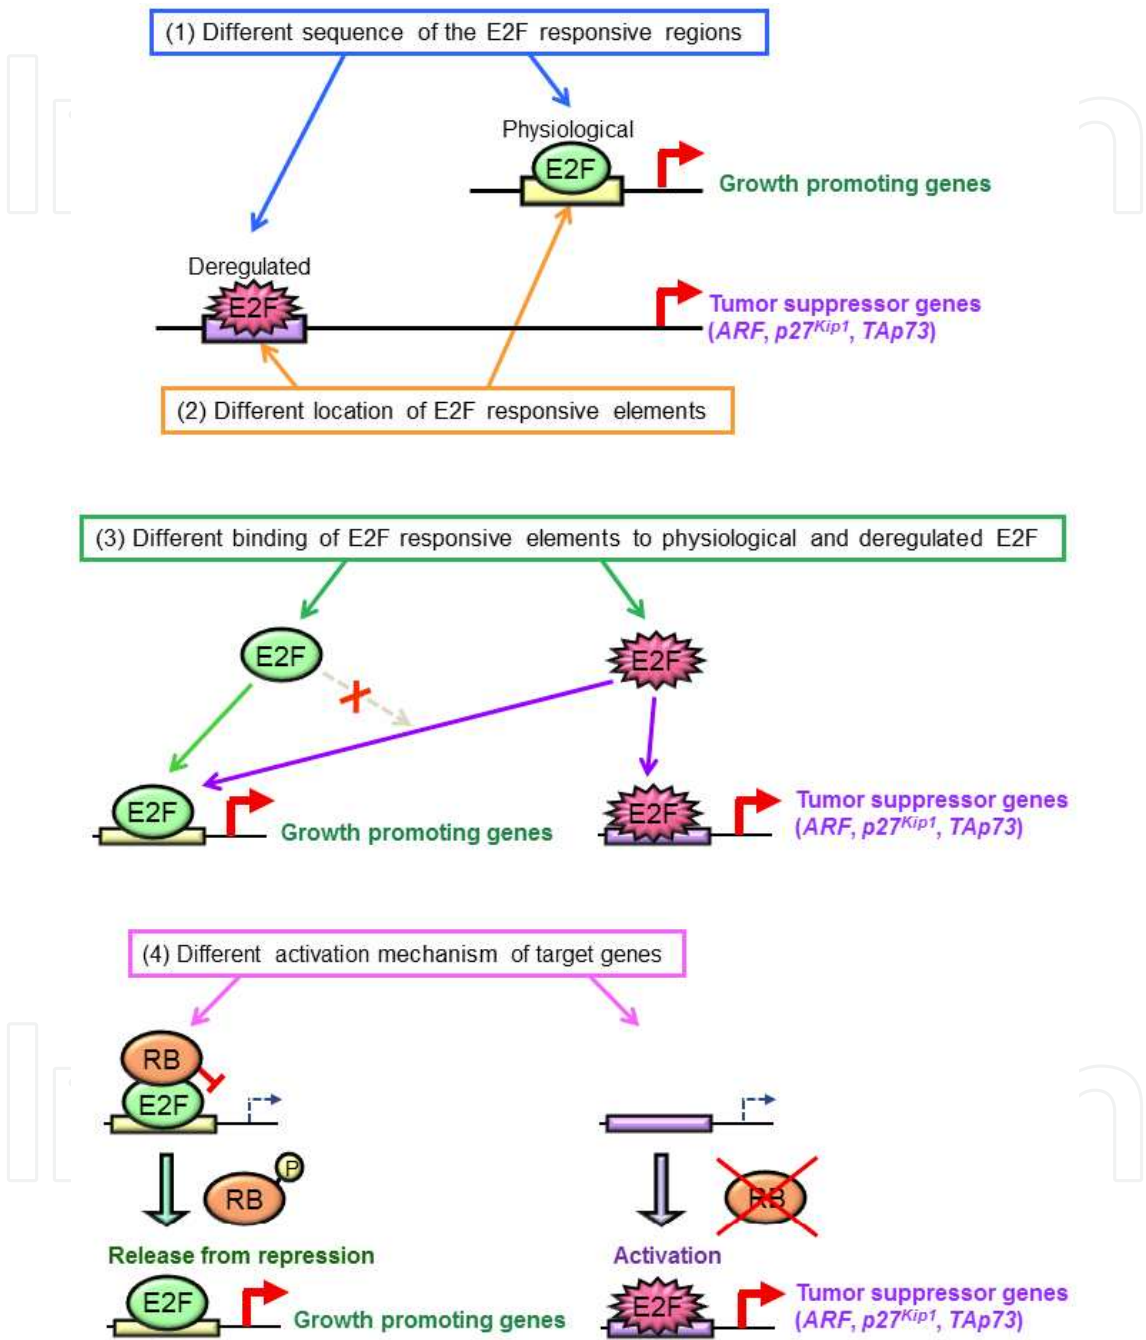 (1) Different sequence of the E2F responsive regions
Physiological
E2F
Growth promoting genes
Deregulated
E2F
Tumor suppressor genes
(ARF, p27Kip1, TAp73)
(2) Different location of E2F responsive elements
(3) Different binding of E2F responsive elements to physiological and deregulated E2F
E2F
E2F
E2F
Growth promoting genes
E2F
Tumor suppressor genes
(ARF, p27Kip1, TAp73)
(4) Different activation mechanism of target genes
RB
E2F
RB
P
RB
Release from repression
Activation
E2F
Growth promoting genes
E2F
Tumor suppressor genes
(ARF, p27Kip1, TAp73)